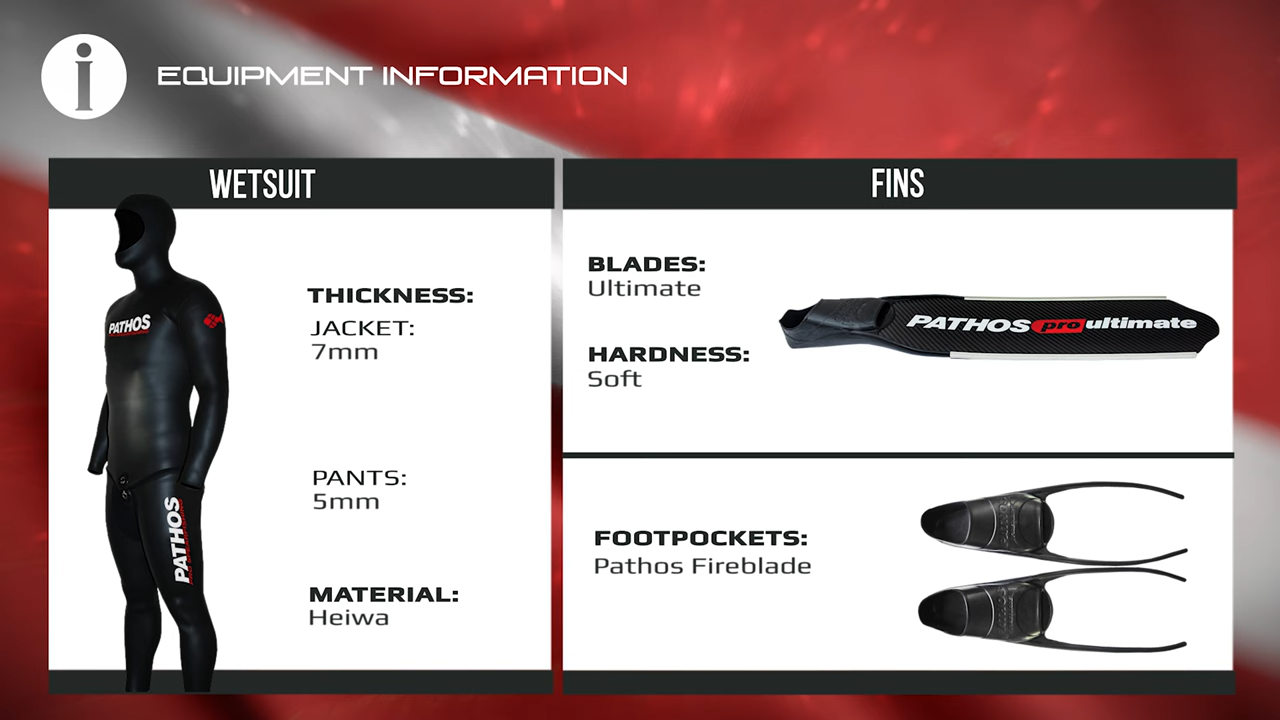 i
EQUIPMENT INFORMATION
WETSUIT
THICKNESS:
JACKET:
7mm
PANTS:
5mm
MATERIAL:
Heiwa
PATHOS
PATHOS
FINS
BLADES:
Ultimate
HARDNESS:
Soft
PATHOS pro ultimate
FOOTPOCKETS:
Pathos Fireblade